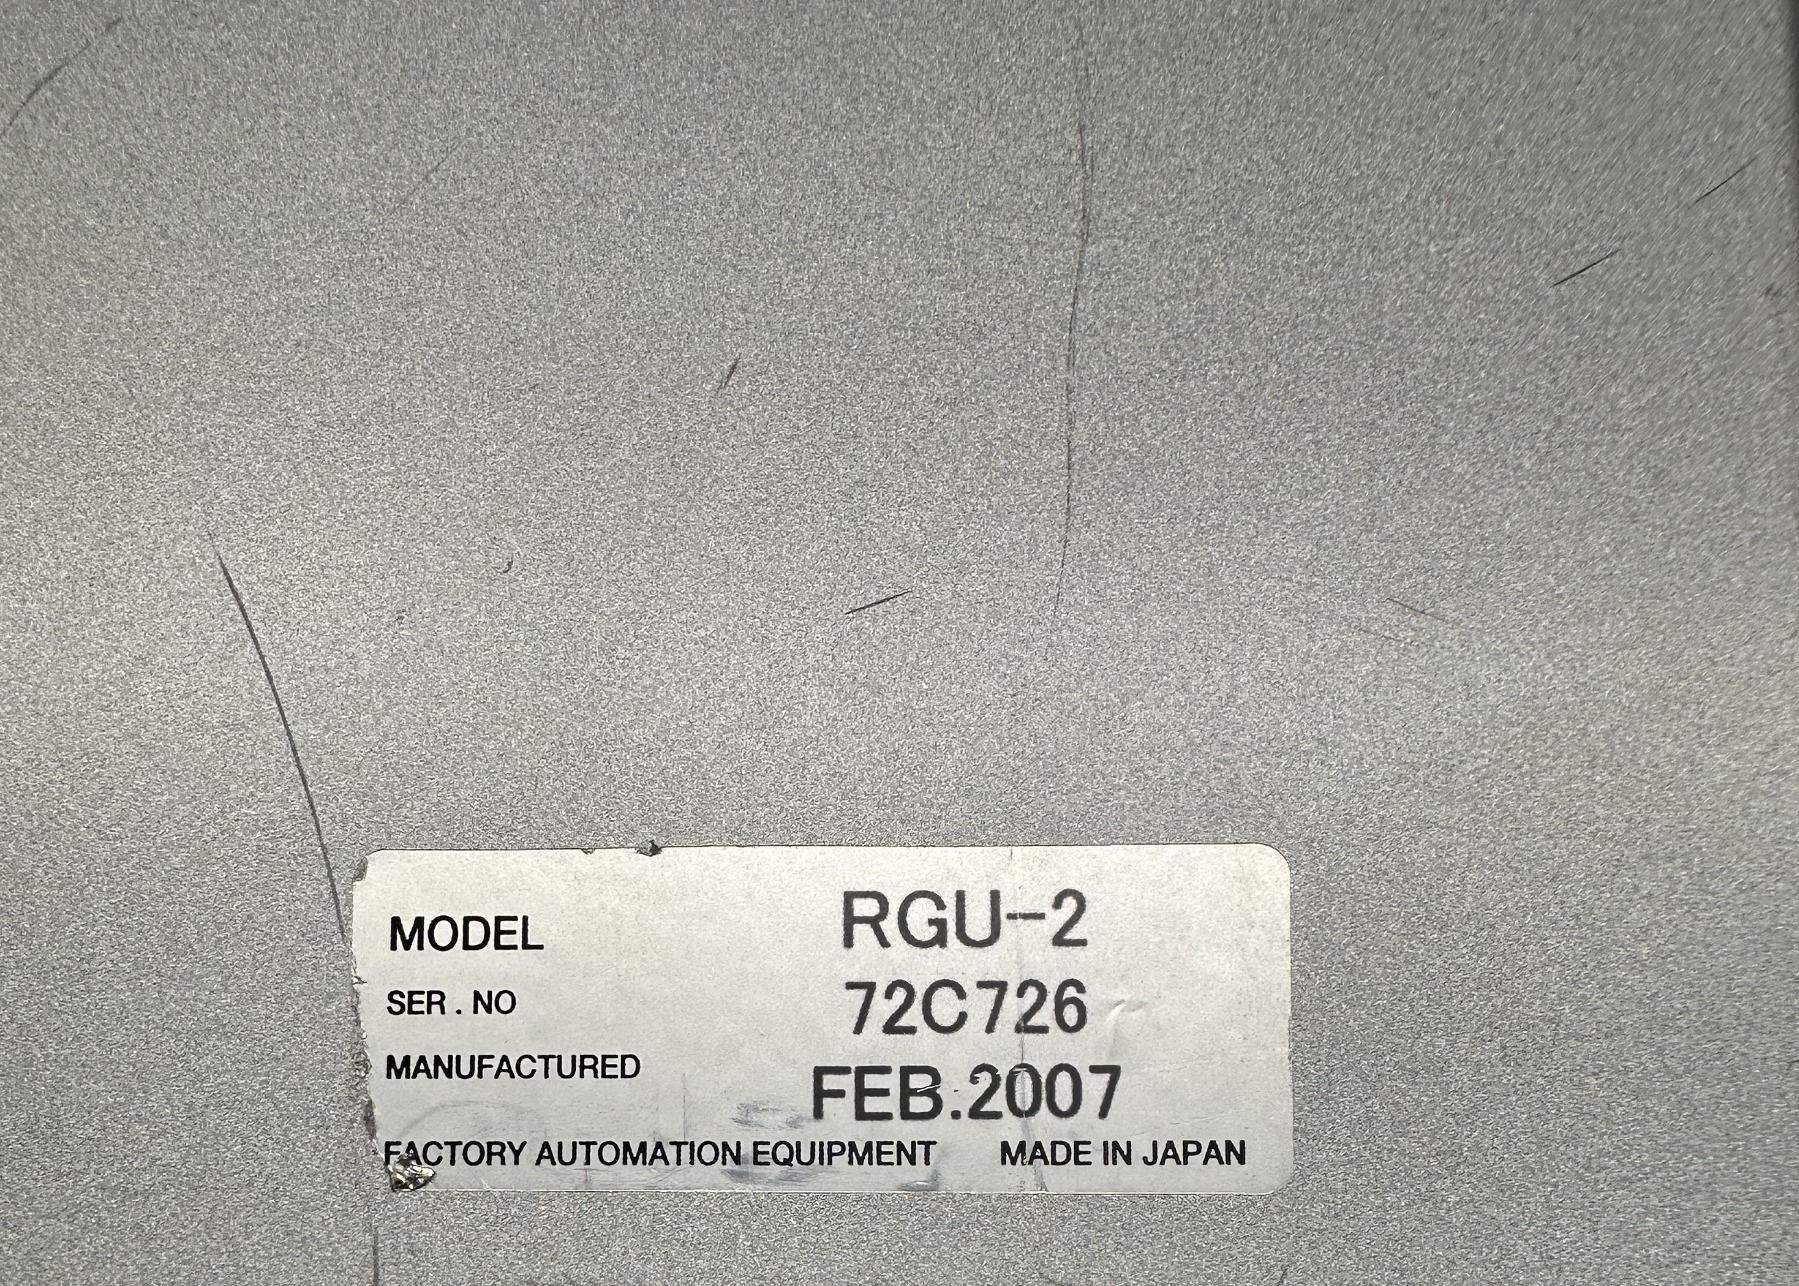 MODEL RGU-2
SER. NO 72C726
MANUFACTURED FEB.2007
FACTORY AUTOMATION EQUIPMENT MADE IN JAPAN